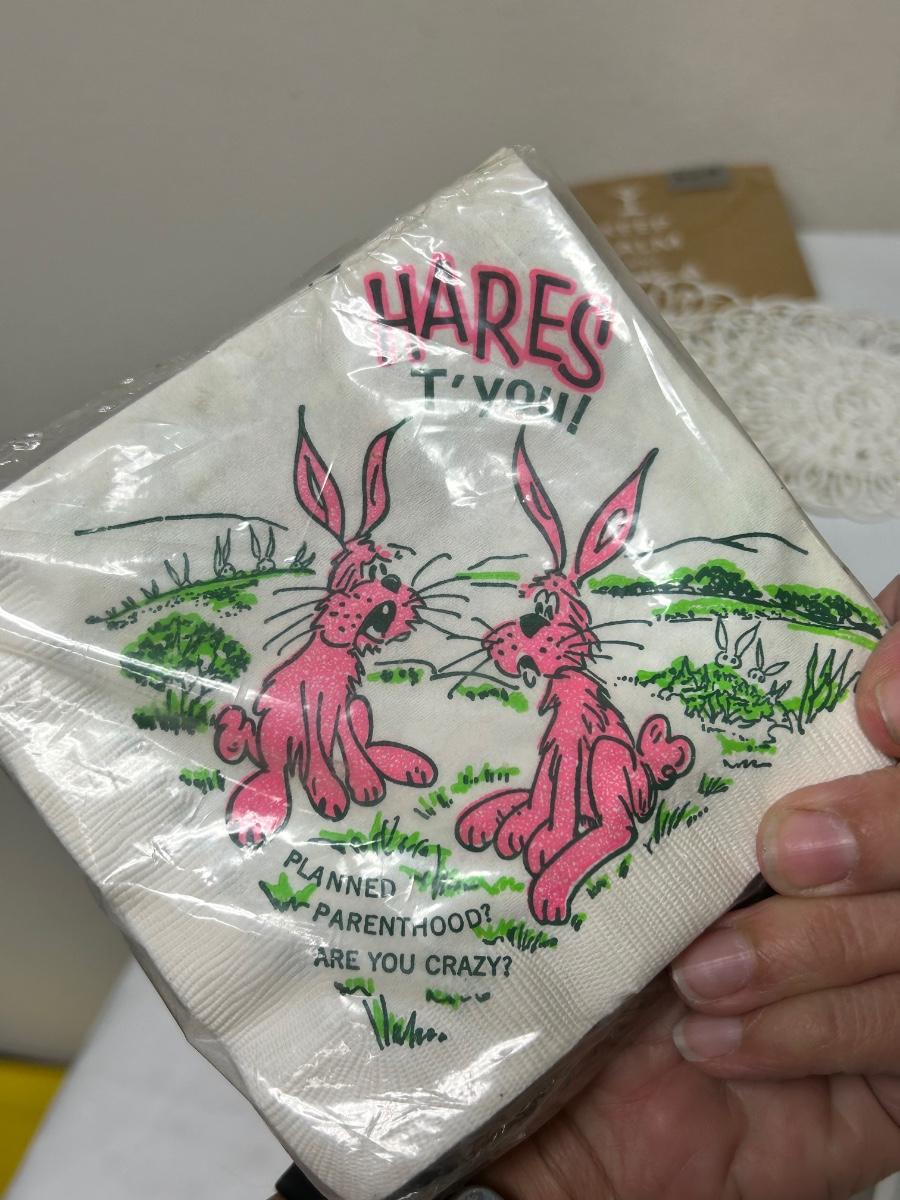 HARES
T' YOU!
PLANNED
PARENTHOOD?
ARE YOU CRAZY?